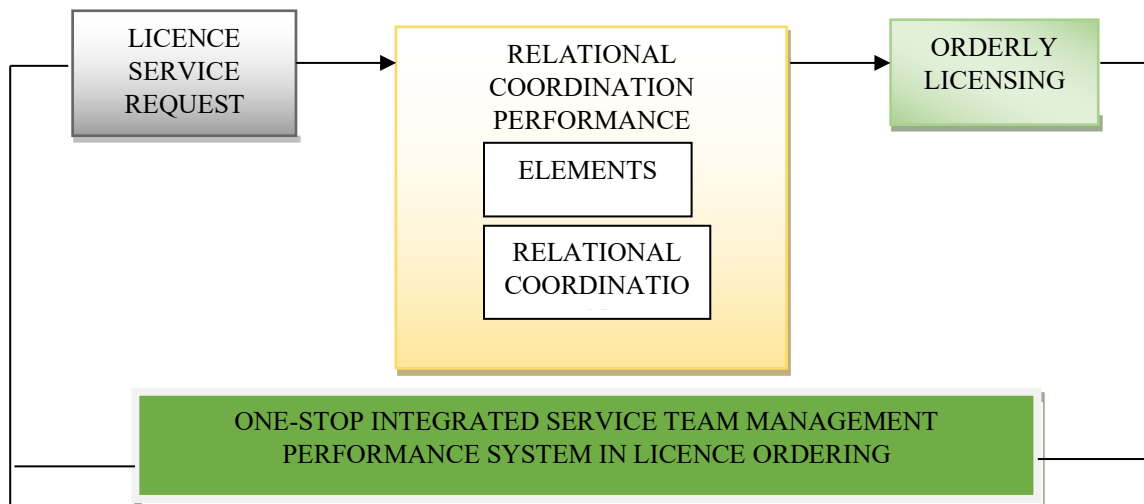 LICENCE
SERVICE
REQUEST
RELATIONAL
COORDINATION
PERFORMANCE
ELEMENTS
RELATIONAL
COORDINATIO
ORDERLY
LICENSING
ONE-STOP INTEGRATED SERVICE TEAM MANAGEMENT
PERFORMANCE SYSTEM IN LICENCE ORDERING